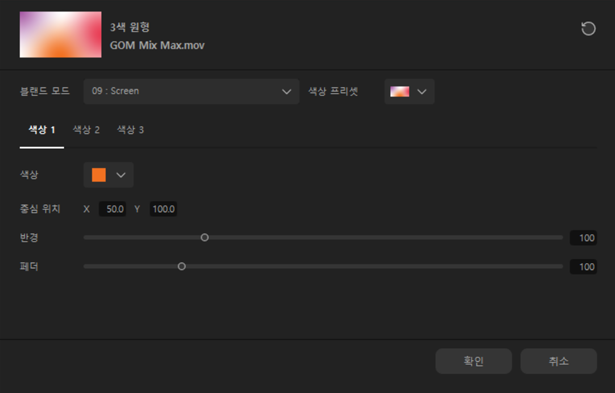 3색 원형
GOM Mix Max.mov
블랜드 모드 09 : Screen 색상 프리셋
색상 1 색상 2 색상 3
색상
중심 위치 X 50.0 Y 100.0
반경 100
페더 100
확인 취소